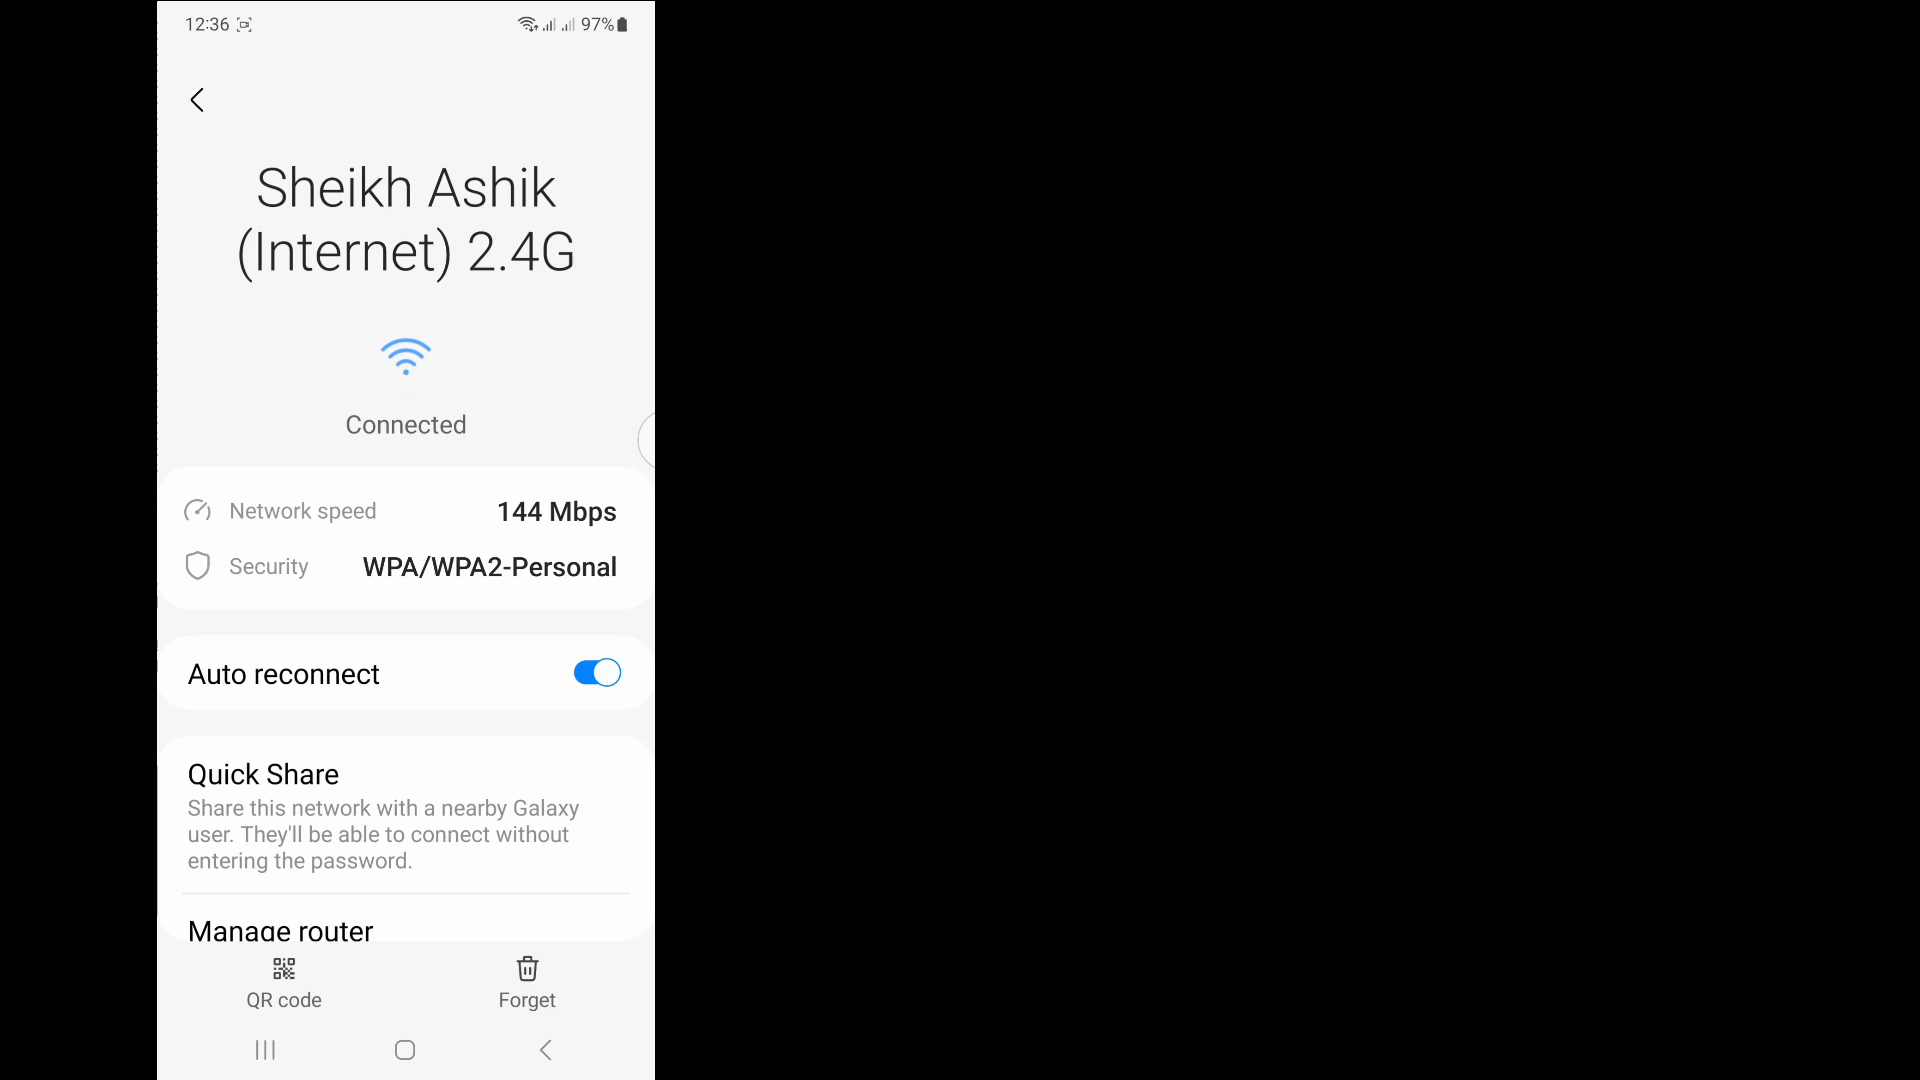 12:36 97%
Sheikh Ashik
(Internet) 2.4G
Connected
Network speed 144 Mbps
Security WPA/WPA2-Personal
Auto reconnect
Quick Share
Share this network with a nearby Galaxy
user. They'll be able to connect without
entering the password.
Manage router
QR code Forget